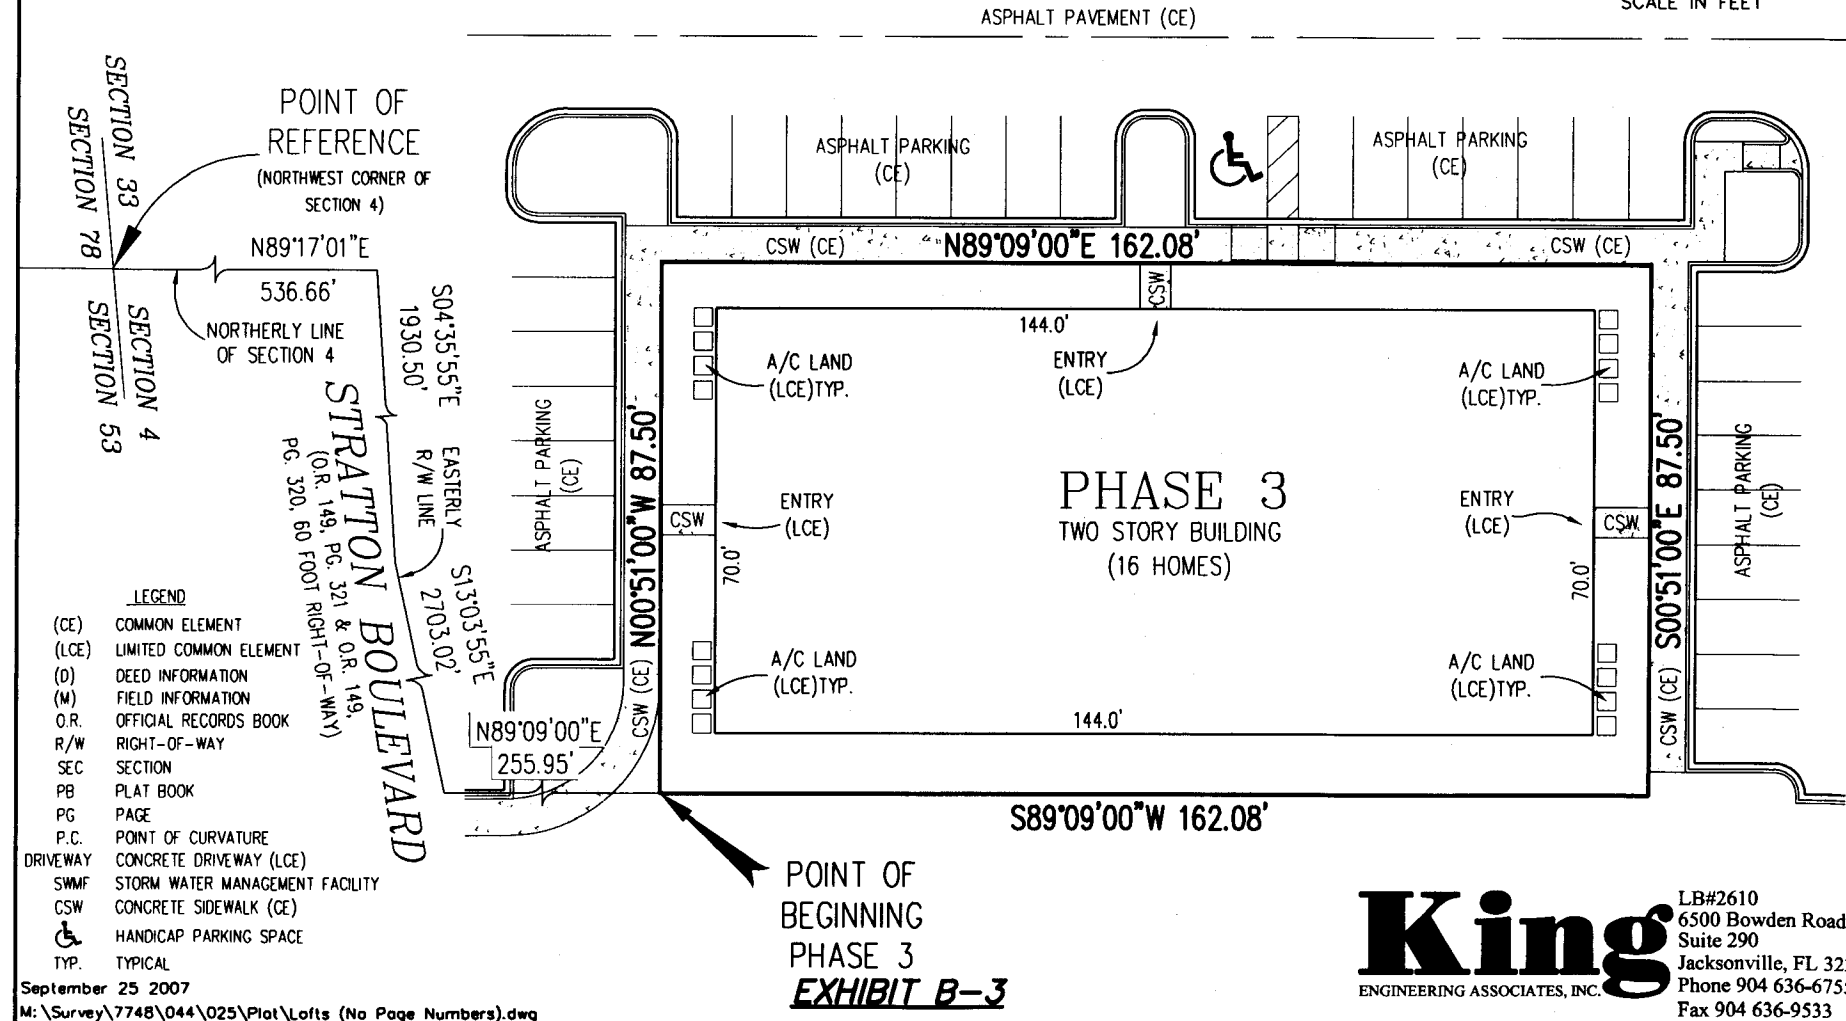 SCALE IN FEET
ASPHALT PAVEMENT (CE)
SECTION 33
SECTION 78
POINT OF
REFERENCE
(NORTHWEST CORNER OF
SECTION 4)
N89°17'01"E
536.66'
NORTHERLY LINE
OF SECTION 4
SECTION 4
SECTION 53
S04°35'55"E
1930.50'
EASTERLY
R/W LINE
S13°03'55"E
2703.02'
STRATTON BOULEVARD
(O.R. 149, PG. 321 & O.R. 149,
PG. 320, 60 FOOT RIGHT-OF-WAY)
N89°09'00"E
255.95'
ASPHALT PARKING
(CE)
ASPHALT PARKING
(CE)
CSW (CE)
N89°09'00"E 162.08'
CSW (CE)
CSW
144.0'
ENTRY
(LCE)
A/C LAND
(LCE)TYP.
A/C LAND
(LCE)TYP.
ASPHALT PARKING
(CE)
N00°51'00"W 87.50'
CSW (CE)
CSW
ENTRY
(LCE)
70.0'
PHASE 3
TWO STORY BUILDING
(16 HOMES)
ENTRY
(LCE)
CSW
70.0'
S00°51'00"E 87.50'
CSW (CE)
ASPHALT PARKING
(CE)
A/C LAND
(LCE)TYP.
A/C LAND
(LCE)TYP.
144.0'
S89°09'00"W 162.08'
POINT OF
BEGINNING
PHASE 3
EXHIBIT B-3
LEGEND
(CE) COMMON ELEMENT
(LCE) LIMITED COMMON ELEMENT
(D) DEED INFORMATION
(M) FIELD INFORMATION
O.R. OFFICIAL RECORDS BOOK
R/W RIGHT-OF-WAY
SEC SECTION
PB PLAT BOOK
PG PAGE
P.C. POINT OF CURVATURE
DRIVEWAY CONCRETE DRIVEWAY (LCE)
SWMF STORM WATER MANAGEMENT FACILITY
CSW CONCRETE SIDEWALK (CE)
HANDICAP PARKING SPACE
TYP. TYPICAL
September 25 2007
M:\Survey\7748\044\025\Plat\Lofts (No Page Numbers).dwg
King
ENGINEERING ASSOCIATES, INC.
LB#2610
6500 Bowden Road
Suite 290
Jacksonville, FL
Phone 904 636-675
Fax 904 636-9533